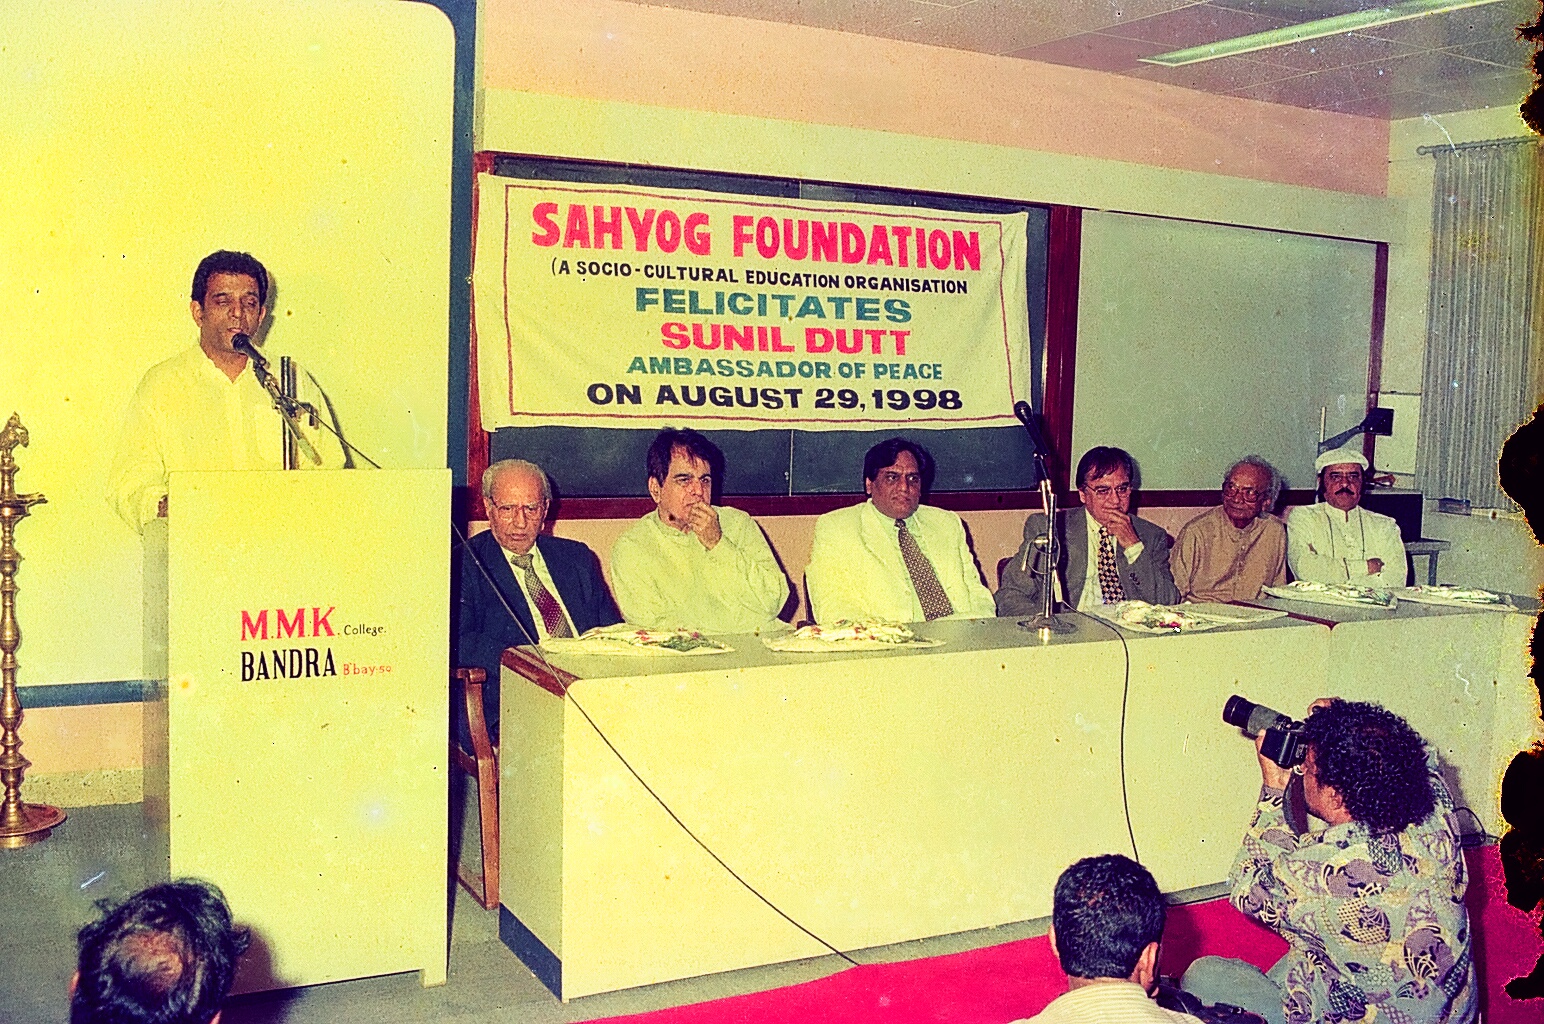 SAHYOG FOUNDATION
(A SOCIO-CULTURAL EDUCATION ORGANISATION
FELICITATES
SUNIL DUTT
AMBASSADOR OF PEACE
ON AUGUST 29, 1998
M.M.K. College.
BANDRA B'bay-50